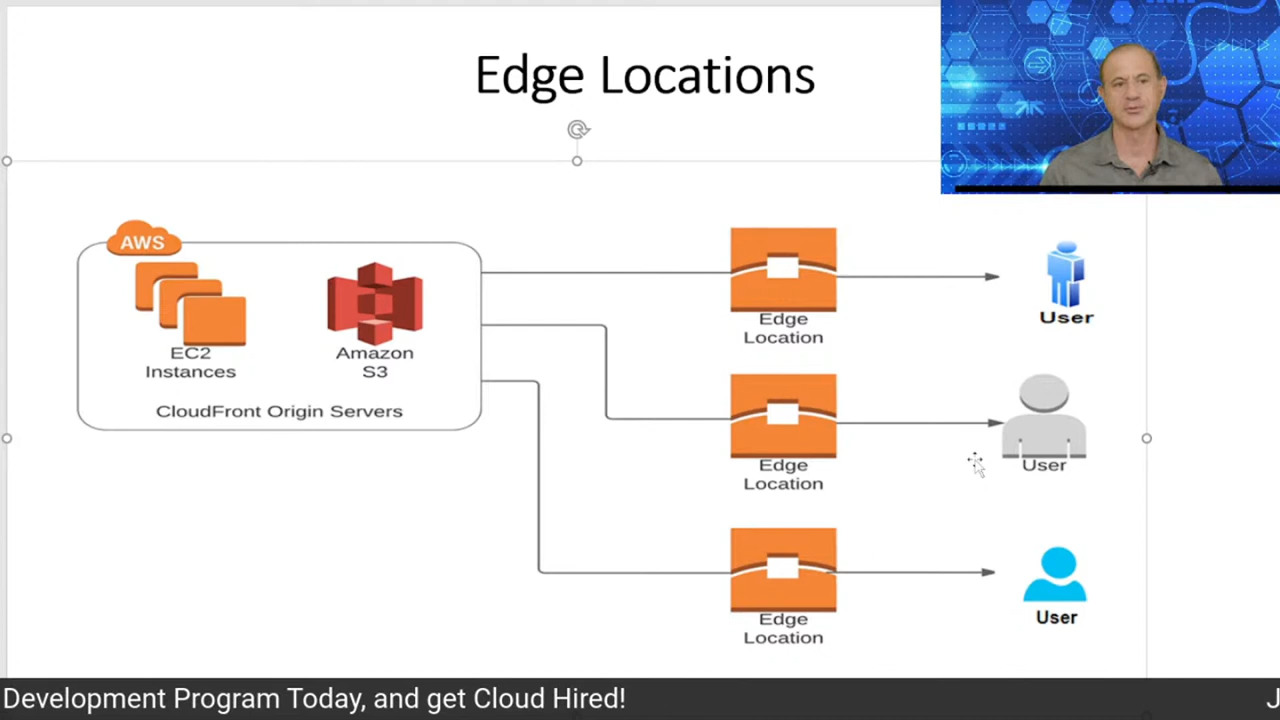 Edge Locations
AWS
EC2
Instances
Amazon
S3
CloudFront Origin Servers
Edge
Location
User
Edge
Location
User
Edge
Location
User
Development Program Today, and get Cloud Hired!
J